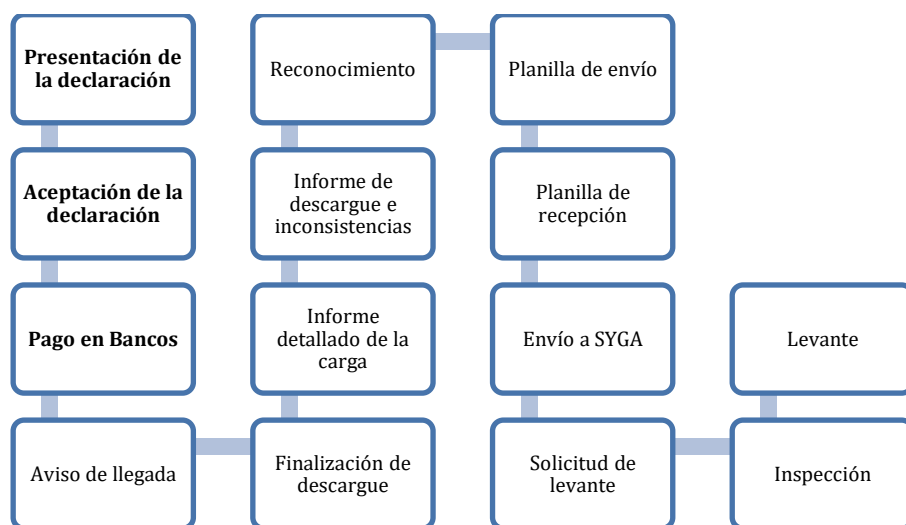 Presentación de
la declaración
Aceptación de la
declaración
Pago en Bancos
Aviso de llegada
Finalización de
descargue
Informe
detallado de la
carga
Informe de
descargue e
inconsistencias
Reconocimiento
Planilla de envío
Planilla de
recepción
Envío a SYGA
Solicitud de
levante
Inspección
Levante